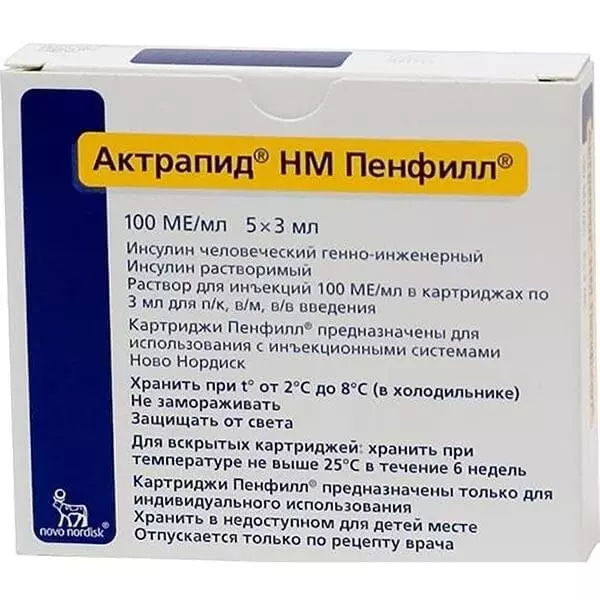 Актрапид® НМ Пенфилл®
100 МЕ/мл 5×3 мл
Инсулин человеческий генно-инженерный
Инсулин растворимый
Раствор для инъекций 100 МЕ/мл в картриджах по
3 мл для п/к, в/м, в/в введения
Картриджи Пенфилл® предназначены для
использования с инъекционными системами
Ново Нордиск
Хранить при t° от 2°С до 8°С (в холодильнике)
Не замораживать
Защищать от света
Для вскрытых картриджей: хранить при
температуре не выше 25°С в течение 6 недель
Картриджи Пенфилл® предназначены только для
индивидуального использования
Хранить в недоступном для детей месте
Отпускается только по рецепту врача
novo nordisk®